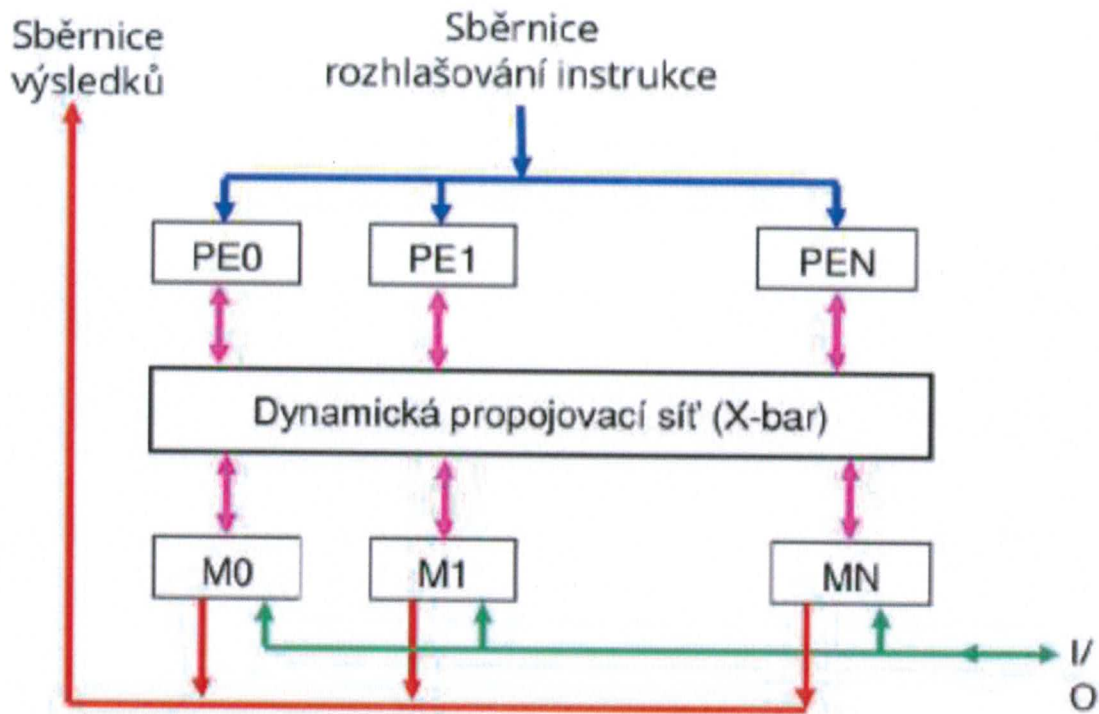 Sběrnice
výsledků
Sběrnice
rozhlašování instrukce
PE0
PE1
PEN
Dynamická propojovací síť (X-bar)
M0
M1
MN
I/
O